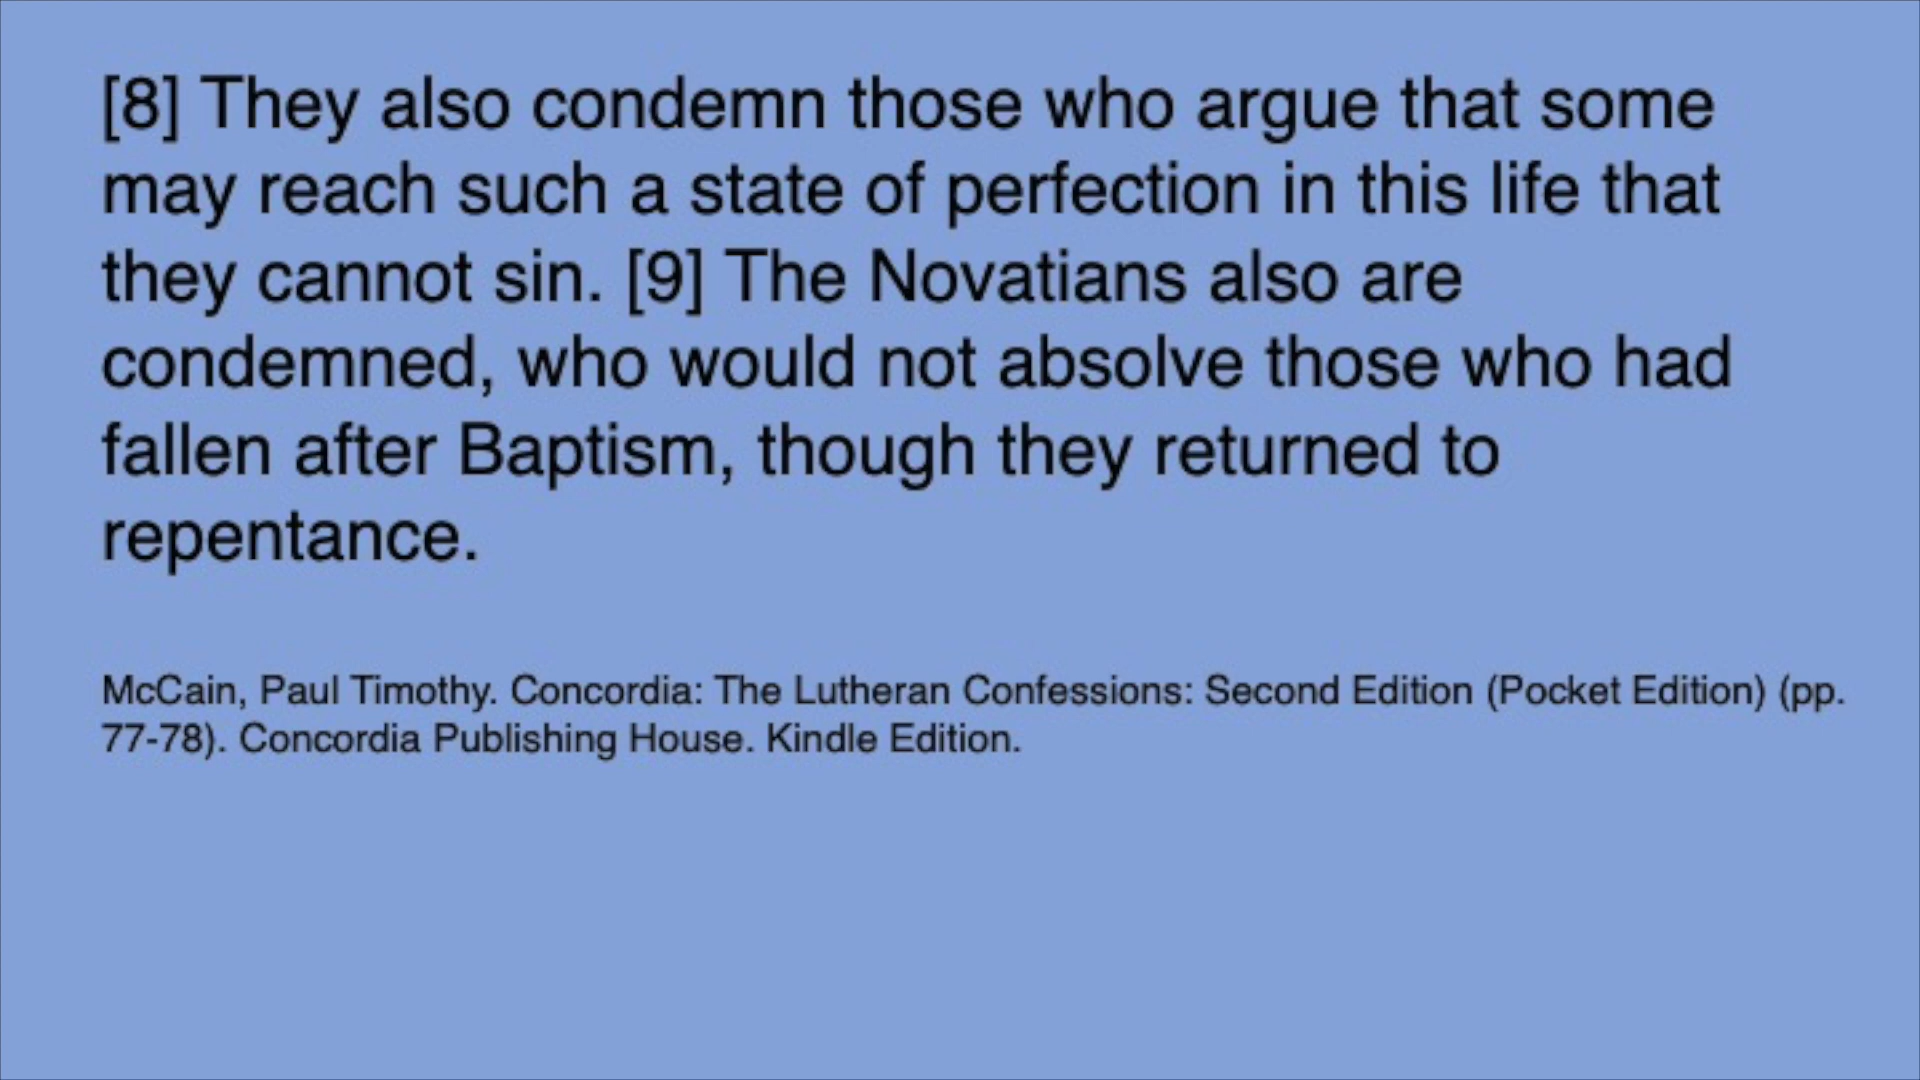 [8] They also condemn those who argue that some
may reach such a state of perfection in this life that
they cannot sin. [9] The Novatians also are
condemned, who would not absolve those who had
fallen after Baptism, though they returned to
repentance.
McCain, Paul Timothy. Concordia: The Lutheran Confessions: Second Edition (Pocket Edition) (pp.
77-78). Concordia Publishing House. Kindle Edition.